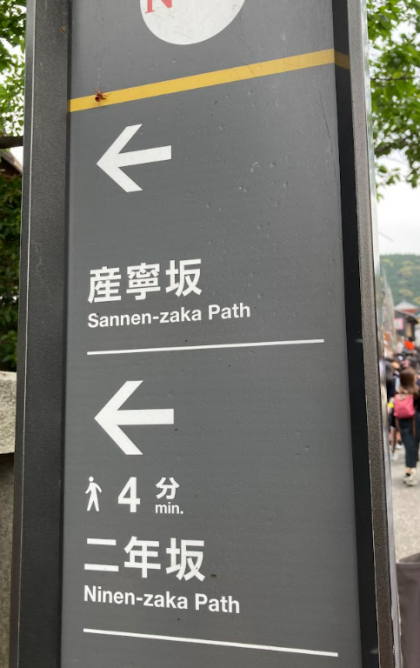 N
←
産寧坂
Sannen-zaka Path
←
4 分
min.
二年坂
Ninen-zaka Path